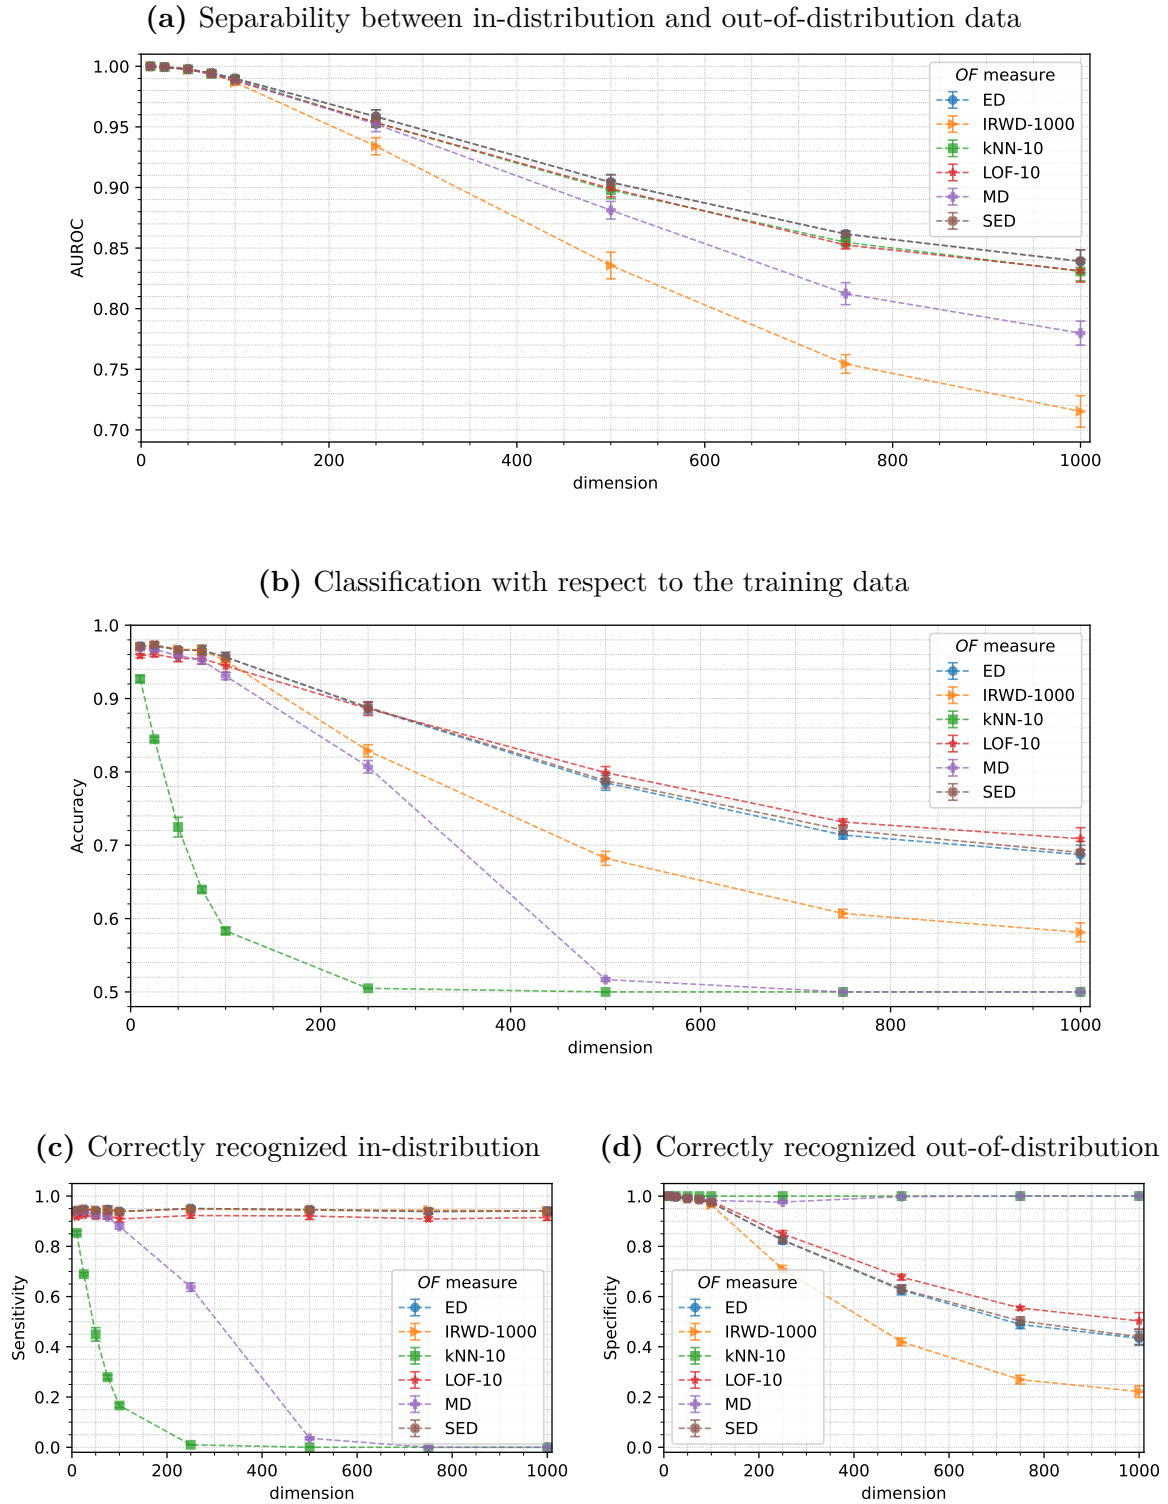 (a) Separability between in-distribution and out-of-distribution data
1.00
0.95
0.90
0.85
0.80
0.75
0.70
AUROC
OF measure
ED
IRWD-1000
kNN-10
LOF-10
MD
SED
0 200 400 600 800 1000
dimension
(b) Classification with respect to the training data
1.0
0.9
0.8
0.7
0.6
0.5
Accuracy
OF measure
ED
IRWD-1000
kNN-10
LOF-10
MD
SED
0 200 400 600 800 1000
dimension
(c) Correctly recognized in-distribution
1.0
0.8
0.6
0.4
0.2
0.0
Sensitivity
OF measure
ED
IRWD-1000
kNN-10
LOF-10
MD
SED
0 200 400 600 800 1000
dimension
(d) Correctly recognized out-of-distribution
1.0
0.8
0.6
0.4
0.2
0.0
Specificity
OF measure
ED
IRWD-1000
kNN-10
LOF-10
MD
SED
0 200 400 600 800 1000
dimension